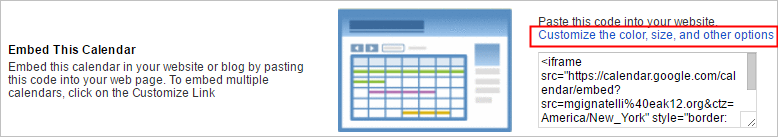 Embed This Calendar
Embed this calendar in your website or blog by pasting
this code into your web page. To embed multiple
calendars, click on the Customize Link
Paste this code into your website.
Customize the color, size, and other options
<iframe
src="https://calendar.google.com/cal
endar/embed?
src=mgignatelli%40eak12.org&ctz=
America/New_York" style="border: